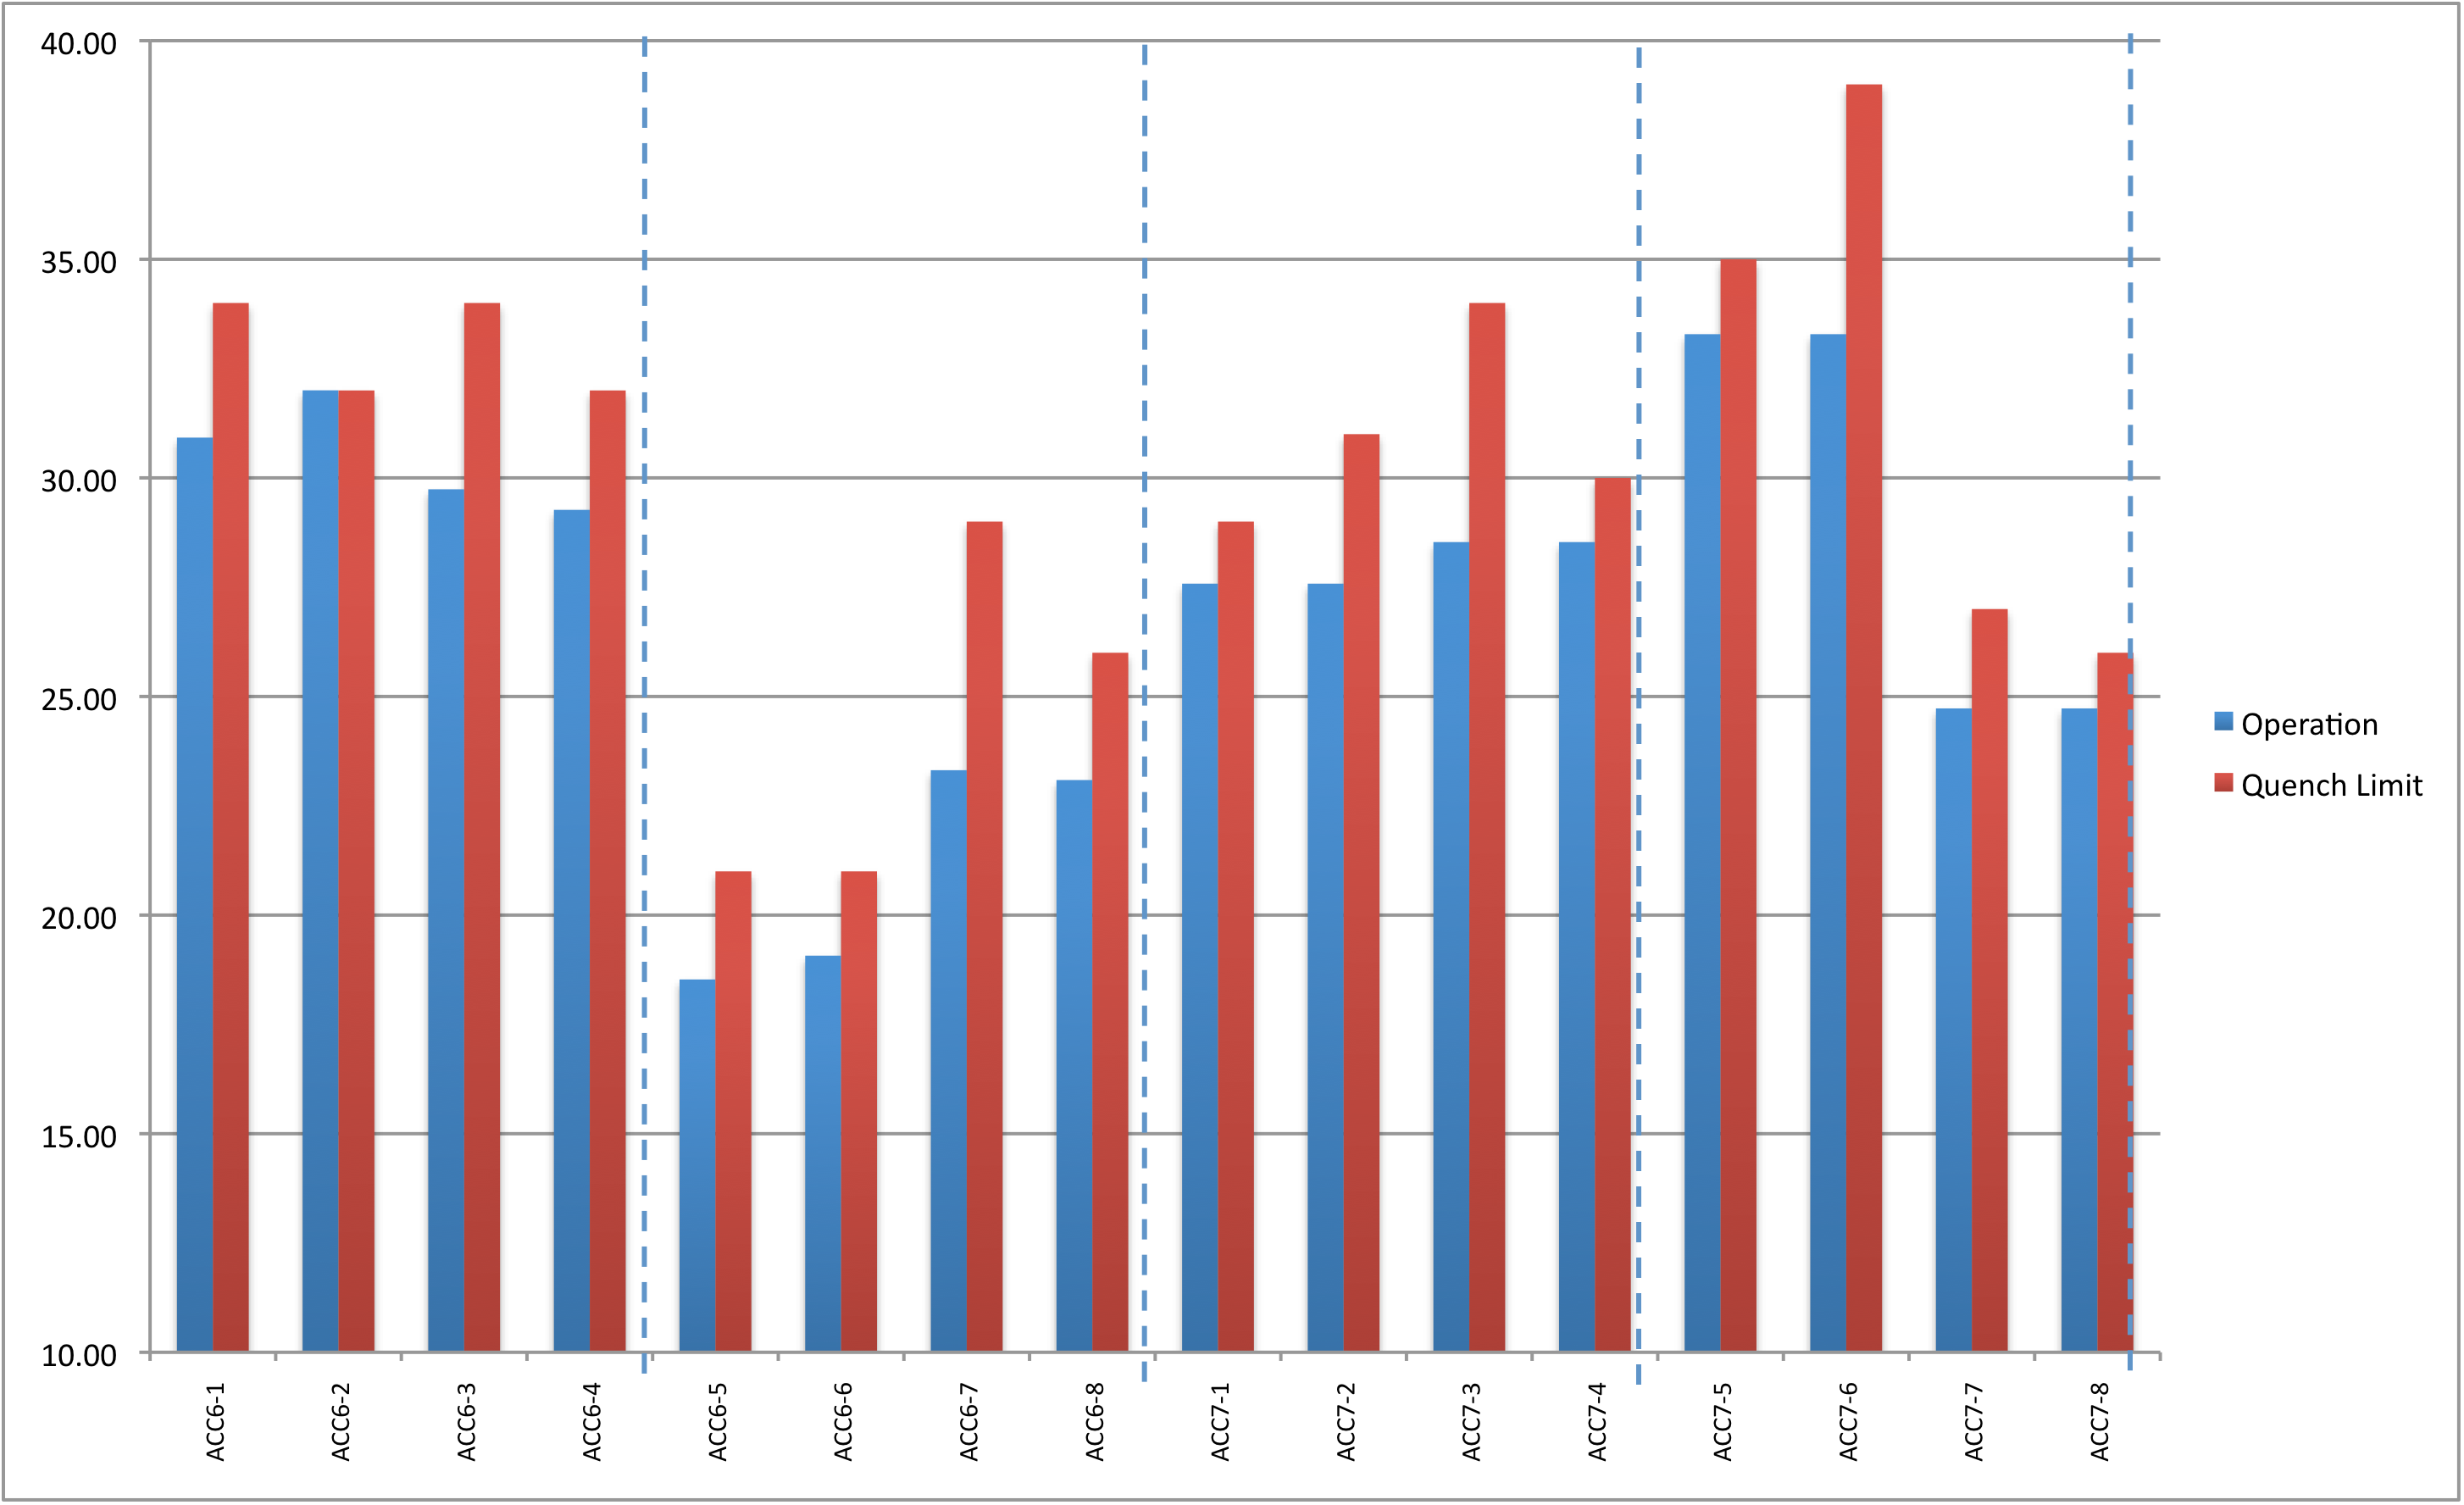 40.00
35.00
30.00
25.00
20.00
15.00
10.00
ACC6-1
ACC6-2
ACC6-3
ACC6-4
ACC6-5
ACC6-6
ACC6-7
ACC6-8
ACC7-1
ACC7-2
ACC7-3
ACC7-4
ACC7-5
ACC7-6
ACC7-7
ACC7-8
Operation
Quench Limit